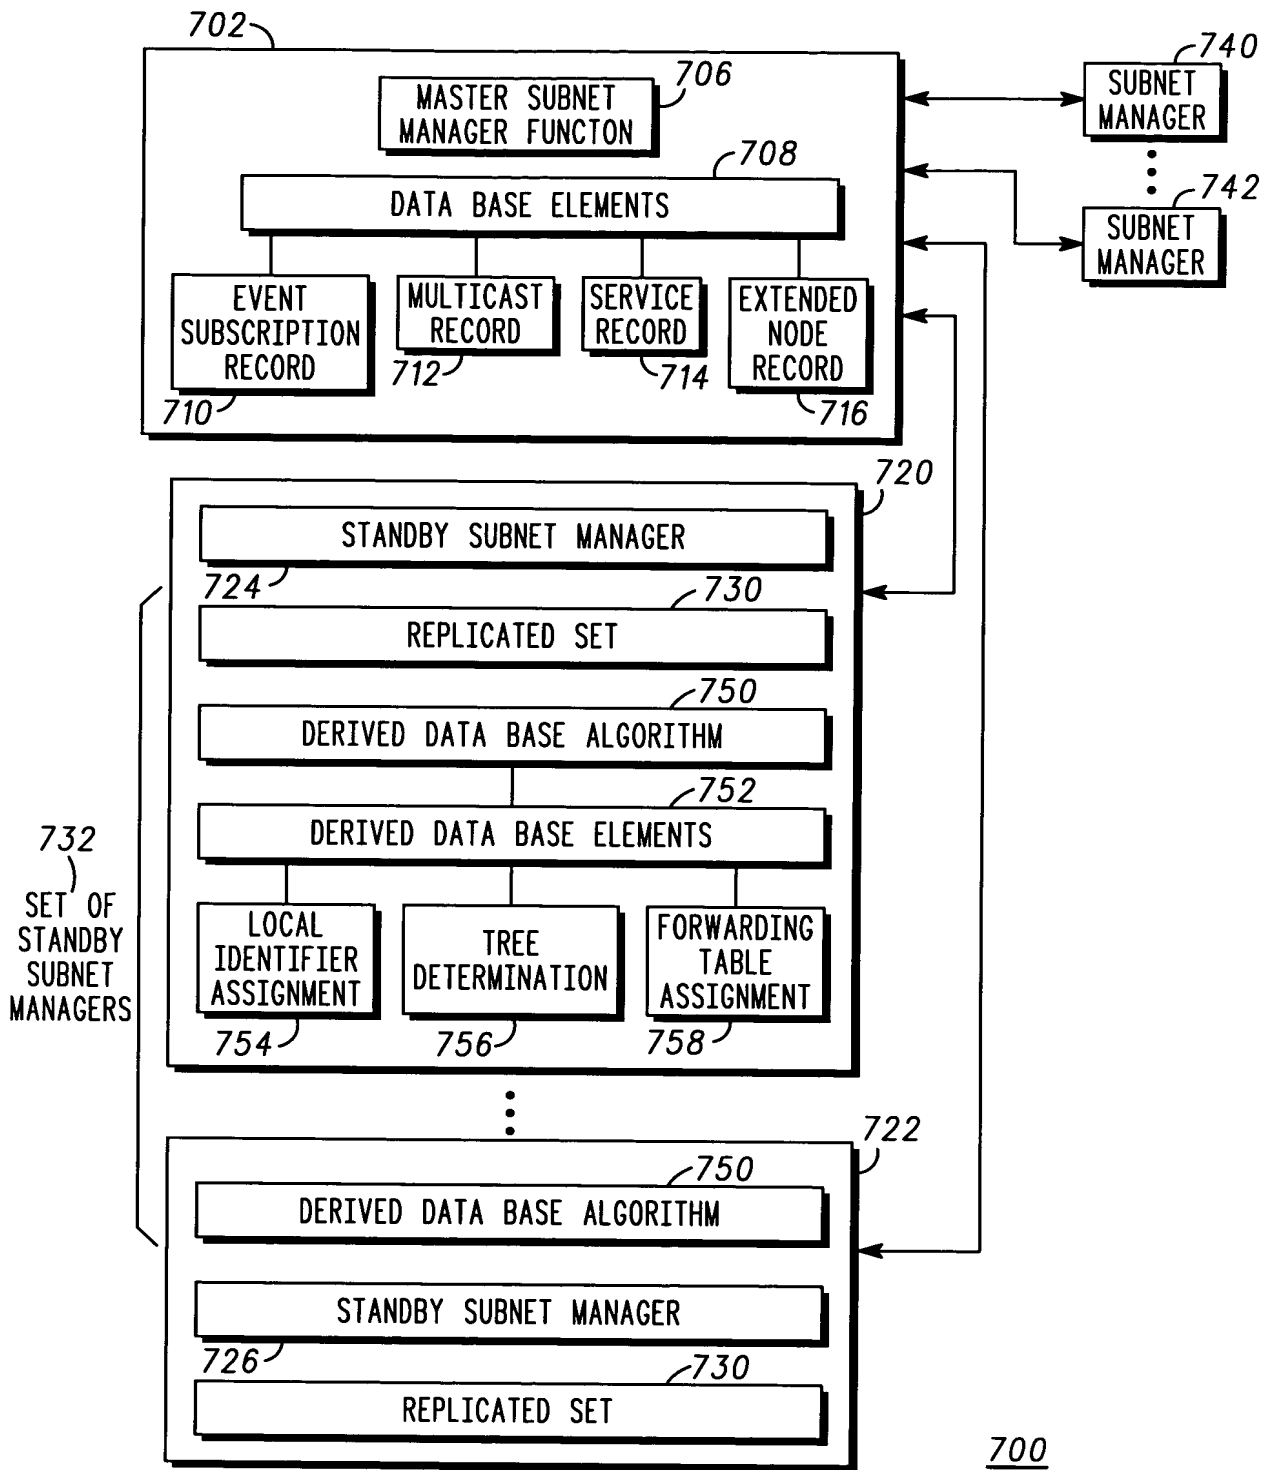 702
706
MASTER SUBNET
MANAGER FUNCTON
708
DATA BASE ELEMENTS
EVENT
SUBSCRIPTION
RECORD
710
MULTICAST
RECORD
712
SERVICE
RECORD
714
EXTENDED
NODE
RECORD
716
740
SUBNET
MANAGER
742
SUBNET
MANAGER
720
STANDBY SUBNET MANAGER
724
730
REPLICATED SET
750
DERIVED DATA BASE ALGORITHM
752
DERIVED DATA BASE ELEMENTS
LOCAL
IDENTIFIER
ASSIGNMENT
754
TREE
DETERMINATION
756
FORWARDING
TABLE
ASSIGNMENT
758
732
SET OF
STANDBY
SUBNET
MANAGERS
722
750
DERIVED DATA BASE ALGORITHM
STANDBY SUBNET MANAGER
726
730
REPLICATED SET
700